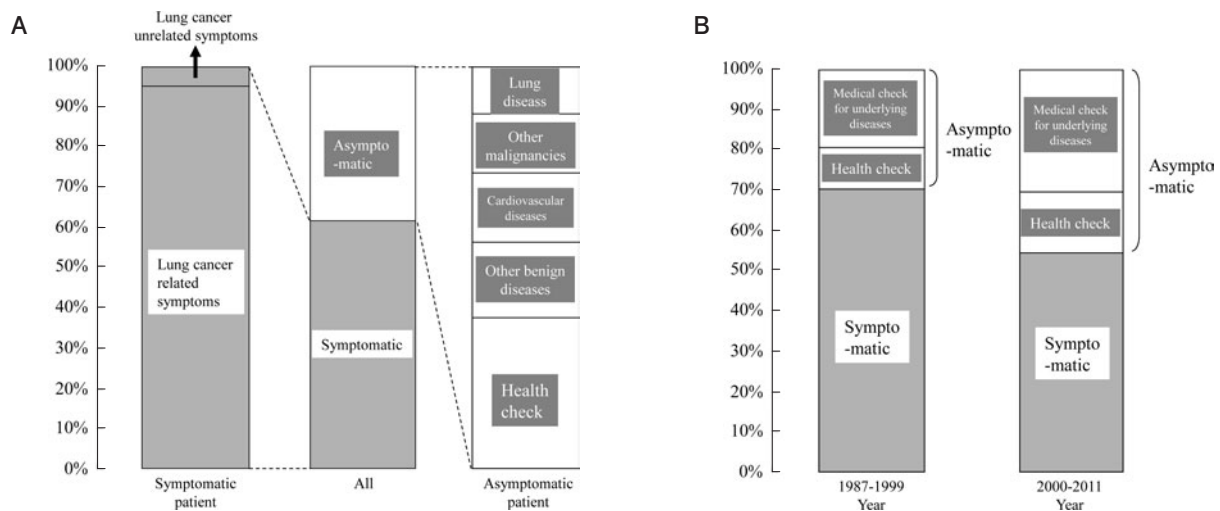 A
Lung cancer
unrelated symptoms
100%
90%
80%
70%
60%
50%
40%
30%
20%
10%
0%
Lung cancer
related
symptoms
Symptomatic
patient
Asympto
-matic
Symptomatic
All
Lung
diseass
Other
malignancies
Cardiovascular
diseases
Other benign
diseases
Health
check
Asymptomatic
patient
B
100%
90%
80%
70%
60%
50%
40%
30%
20%
10%
0%
Medical check
for underlying
diseases
Health check
Sympto
-matic
Asympto
-matic
1987-1999
Year
Medical check
for underlying
diseases
Health check
Sympto
-matic
Asympto
-matic
2000-2011
Year